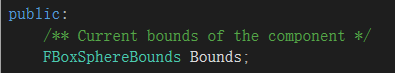 public:
/** Current bounds of the component */
FBoxSphereBounds Bounds;